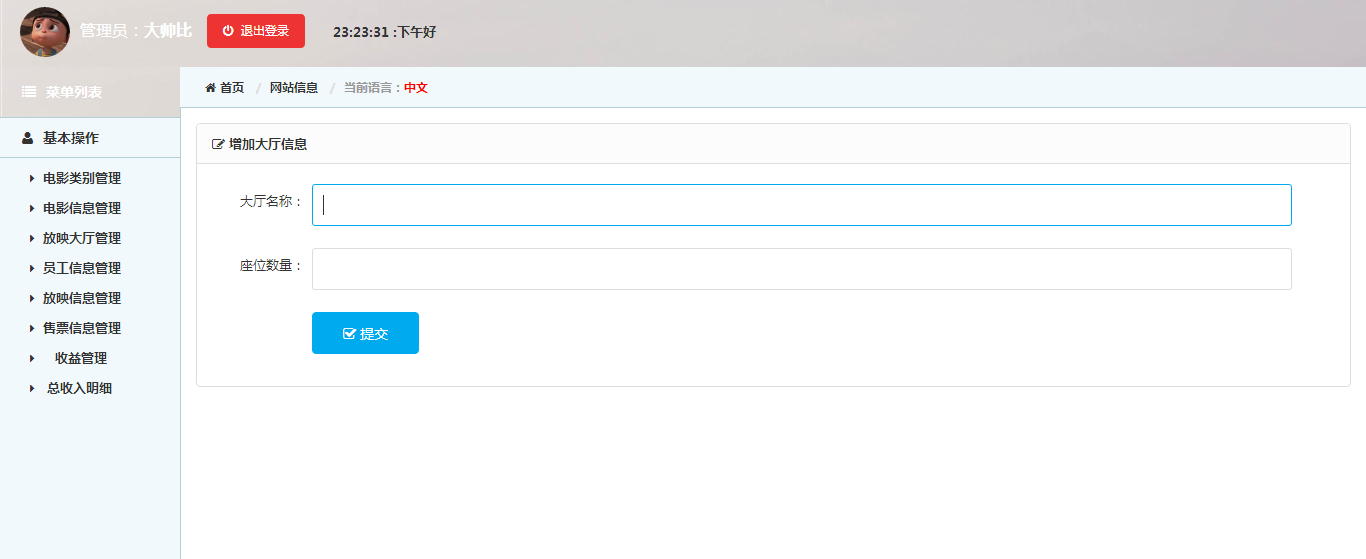 管理员：大帅比
退出登录
23:23:31 :下午好
菜单列表
首页 / 网站信息 / 当前语言：中文
基本操作
电影类别管理
电影信息管理
放映大厅管理
员工信息管理
放映信息管理
售票信息管理
收益管理
总收入明细
增加大厅信息
大厅名称：
座位数量：
提交